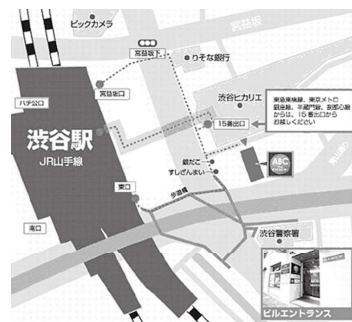 ビックカメラ
宮益坂
宮益坂下
りそな銀行
宮益坂口
ハチ公口
渋谷ヒカリエ
15番出口
東急東横線、東京メトロ
銀座線、半蔵門線、副都心線
からは、15番出口から
お越しください
渋谷駅
JR山手線
銀だこ
すしざんまい
ABC
東口
歩道橋
南口
渋谷警察署
ビルエントランス